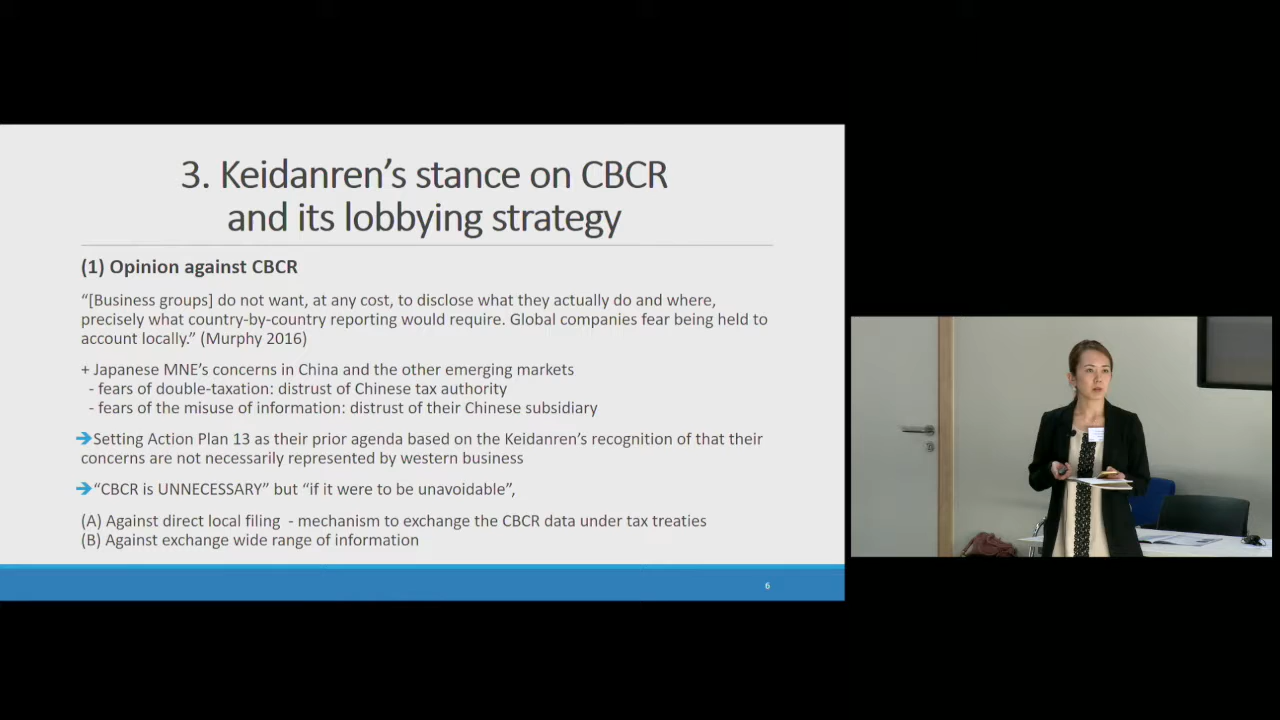 3. Keidanren's stance on CBCR
and its lobbying strategy
(1) Opinion against CBCR
“[Business groups] do not want, at any cost, to disclose what they actually do and where,
precisely what country-by-country reporting would require. Global companies fear being held to
account locally.” (Murphy 2016)
+ Japanese MNE's concerns in China and the other emerging markets
- fears of double-taxation: distrust of Chinese tax authority
- fears of the misuse of information: distrust of their Chinese subsidiary
➔Setting Action Plan 13 as their prior agenda based on the Keidanren's recognition of that their
concerns are not necessarily represented by western business
➔“CBCR is UNNECESSARY” but “if it were to be unavoidable”,
(A) Against direct local filing - mechanism to exchange the CBCR data under tax treaties
(B) Against exchange wide range of information
6